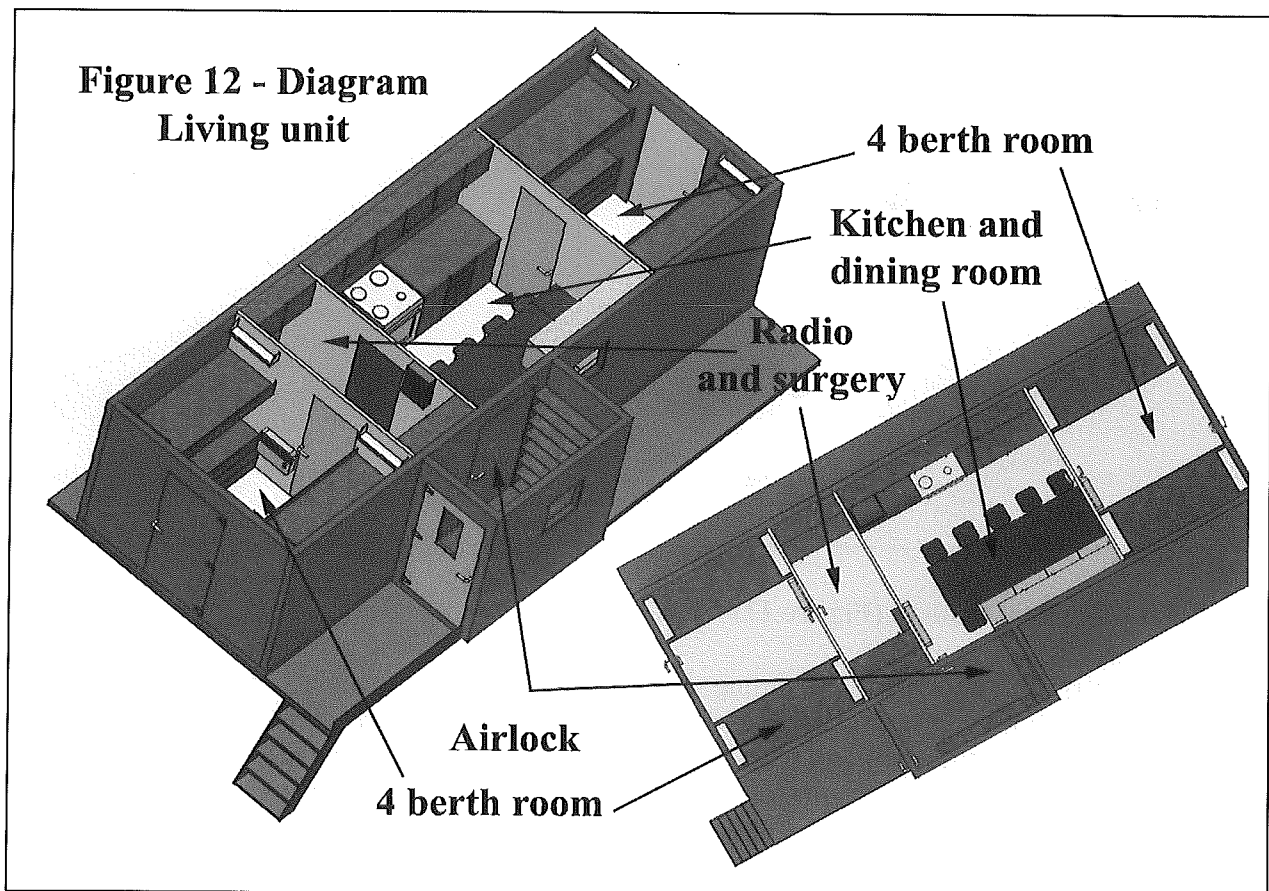 Figure 12 - Diagram
Living unit
4 berth room
Kitchen and
dining room
Radio
and surgery
Airlock
4 berth room